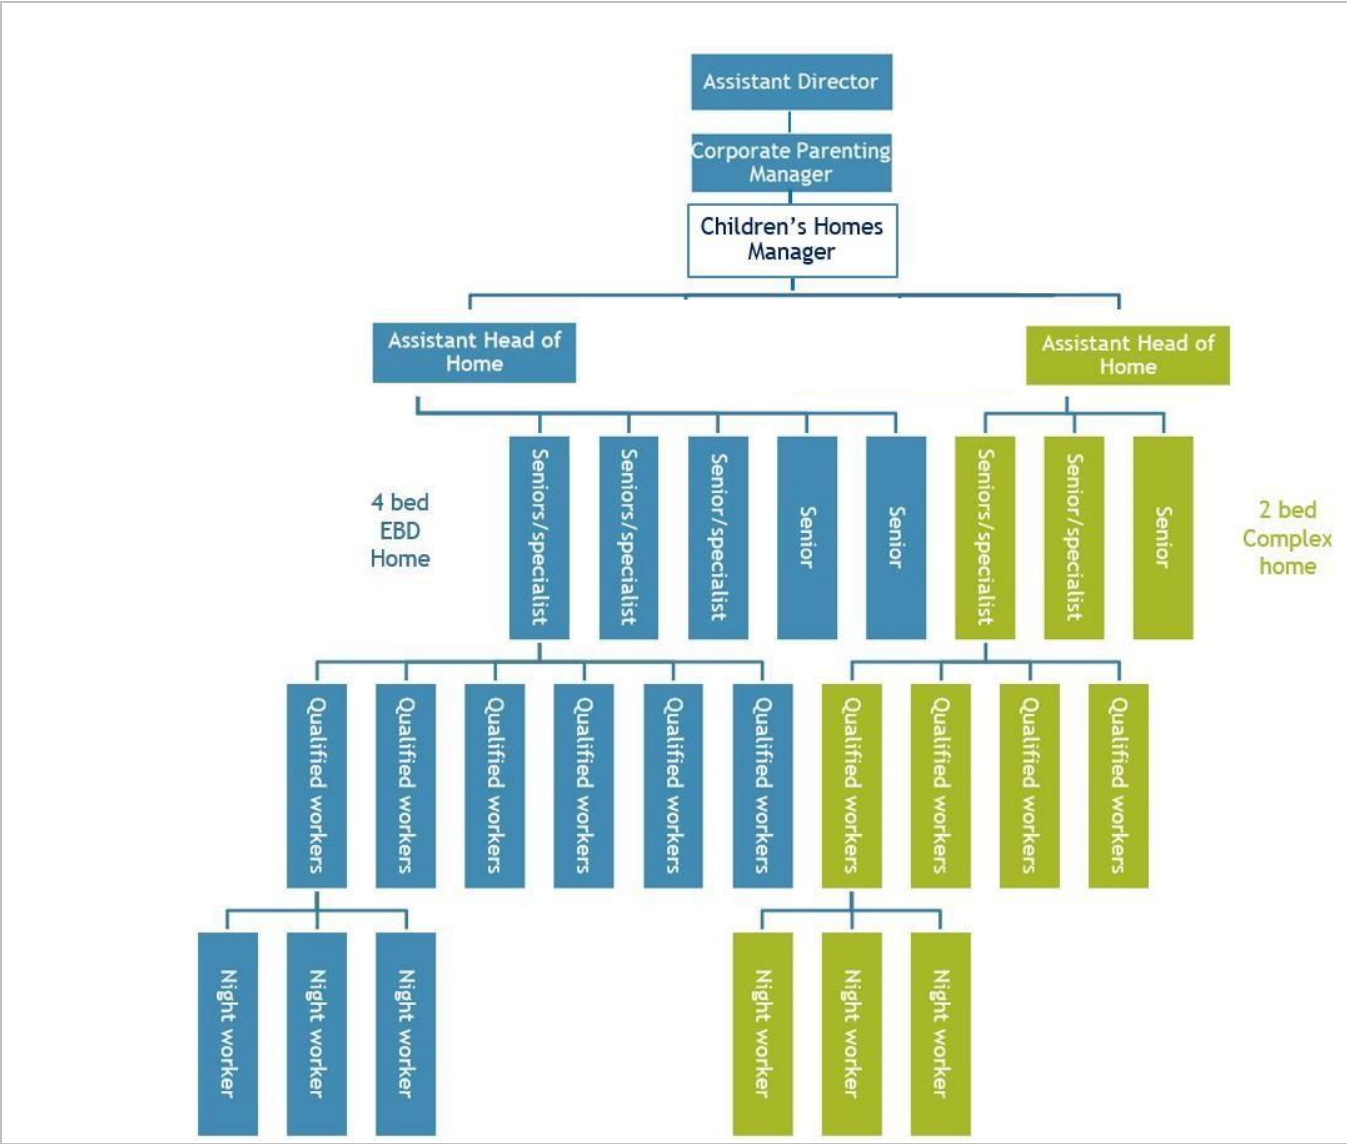 Assistant Director
Corporate Parenting
Manager
Children’s Homes
Manager
Assistant Head of
Home
Assistant Head of
Home
4 bed
EBD
Home
Seniors/specialist
Seniors/specialist
Senior/specialist
Senior
Senior
Seniors/specialist
Senior/specialist
Senior
2 bed
Complex
home
Qualified workers
Qualified workers
Qualified workers
Qualified workers
Qualified workers
Qualified workers
Qualified workers
Qualified workers
Qualified workers
Qualified workers
Night worker
Night worker
Night worker
Night worker
Night worker
Night worker